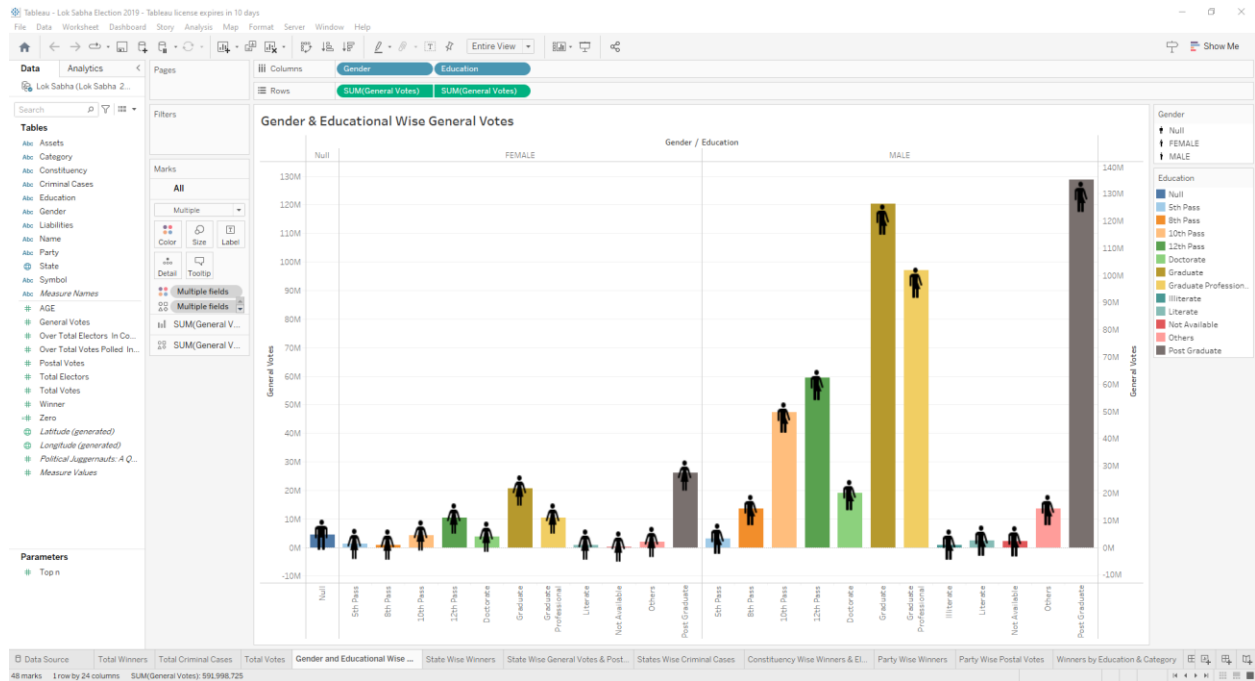 Tableau - Lok Sabha Election 2019 - Tableau license expires in 10 days
File Data Worksheet Dashboard Story Analysis Map Format Server Window Help
Entire View
Show Me
Data Analytics
Lok Sabha (Lok Sabha 2...
Search
Tables
Abc Assets
Abc Category
Abc Constituency
Abc Criminal Cases
Abc Education
Abc Gender
Abc Liabilities
Abc Name
Abc Party
State
Abc Symbol
Abc Measure Names
# AGE
# General Votes
# Over Total Electors In Co...
# Over Total Votes Polled In...
# Postal Votes
# Total Electors
# Total Votes
# Winner
=# Zero
Latitude (generated)
Longitude (generated)
# Political Juggernauts: A Q...
# Measure Values
Parameters
# Top n
Pages
Filters
Marks
All
Multiple
Color Size Label
Detail Tooltip
Multiple fields
Multiple fields
SUM(General V...
SUM(General V...
Columns Gender Education
Rows SUM(General Votes) SUM(General Votes)
Gender & Educational Wise General Votes
Gender / Education
Null FEMALE MALE
General Votes
130M
120M
110M
100M
90M
80M
70M
60M
50M
40M
30M
20M
10M
0M
-10M
Null
5th Pass
8th Pass
10th Pass
12th Pass
Doctorate
Graduate
Graduate Professional
Literate
Not Available
Others
Post Graduate
5th Pass
8th Pass
10th Pass
12th Pass
Doctorate
Graduate
Graduate Professional
Illiterate
Literate
Not Available
Others
Post Graduate
140M
130M
120M
110M
100M
90M
80M
70M
60M
50M
40M
30M
20M
10M
0M
-10M
General Votes
Gender
Null
FEMALE
MALE
Education
Null
5th Pass
8th Pass
10th Pass
12th Pass
Doctorate
Graduate
Graduate Profession...
Illiterate
Literate
Not Available
Others
Post Graduate
Data Source Total Winners Total Criminal Cases Total Votes Gender and Educational Wise ... State Wise Winners State Wise General Votes & Post... States Wise Criminal Cases Constituency Wise Winners & El... Party Wise Winners Party Wise Postal Votes Winners by Education & Category
48 marks 1 row by 24 columns SUM(General Votes): 591,998,725